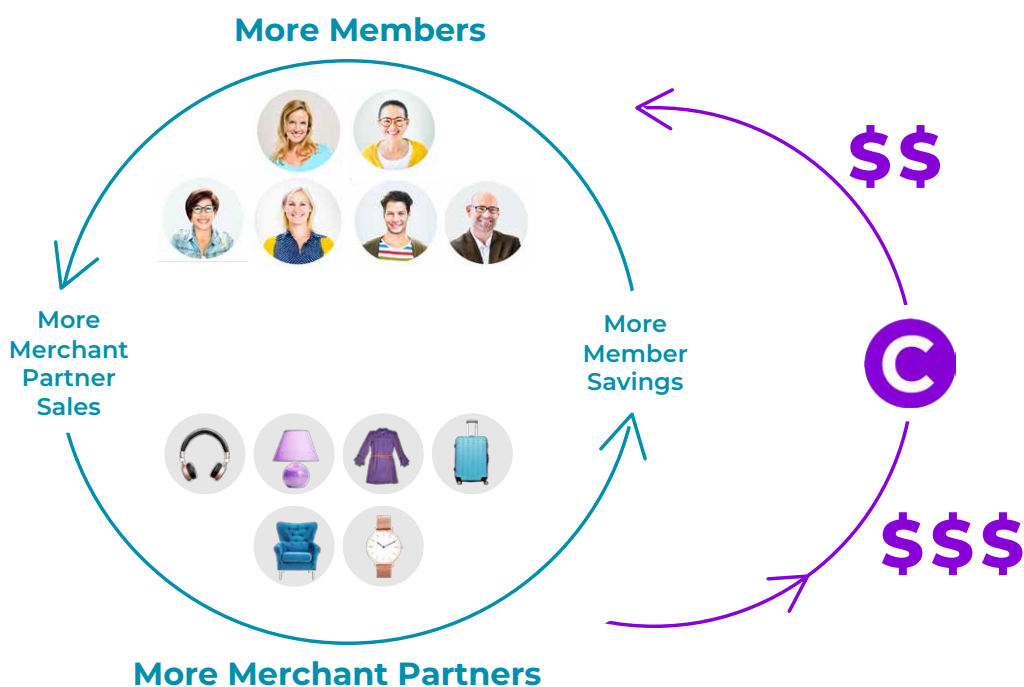 More Members
$$
More
Merchant
Partner
Sales
More
Member
Savings
C
$$$
More Merchant Partners